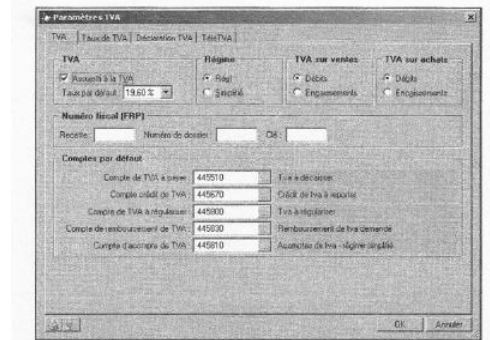 Paramètres TVA
TVA Taux de TVA Déclaration TVA TéléTVA
TVA Régime TVA sur ventes TVA sur achats
Assujetti à la TVA Réel Débits Débits
Taux par défaut : 19,60 % Simplifié Encaissements Encaissements
Numéro fiscal (FRP)
Recette : Numéro de dossier : Clé :
Comptes par défaut
Compte de TVA à payer : 445510 Tva à décaisser
Compte crédit de TVA : 445670 Crédit de tva à reporter
Compte de TVA à régulariser : 445800 Tva à régulariser
Compte de remboursement de TVA : 445830 Remboursement de tva demandé
Compte d'acompte de TVA : 445810 Acomptes de tva - régime simplifié
OK Annuler